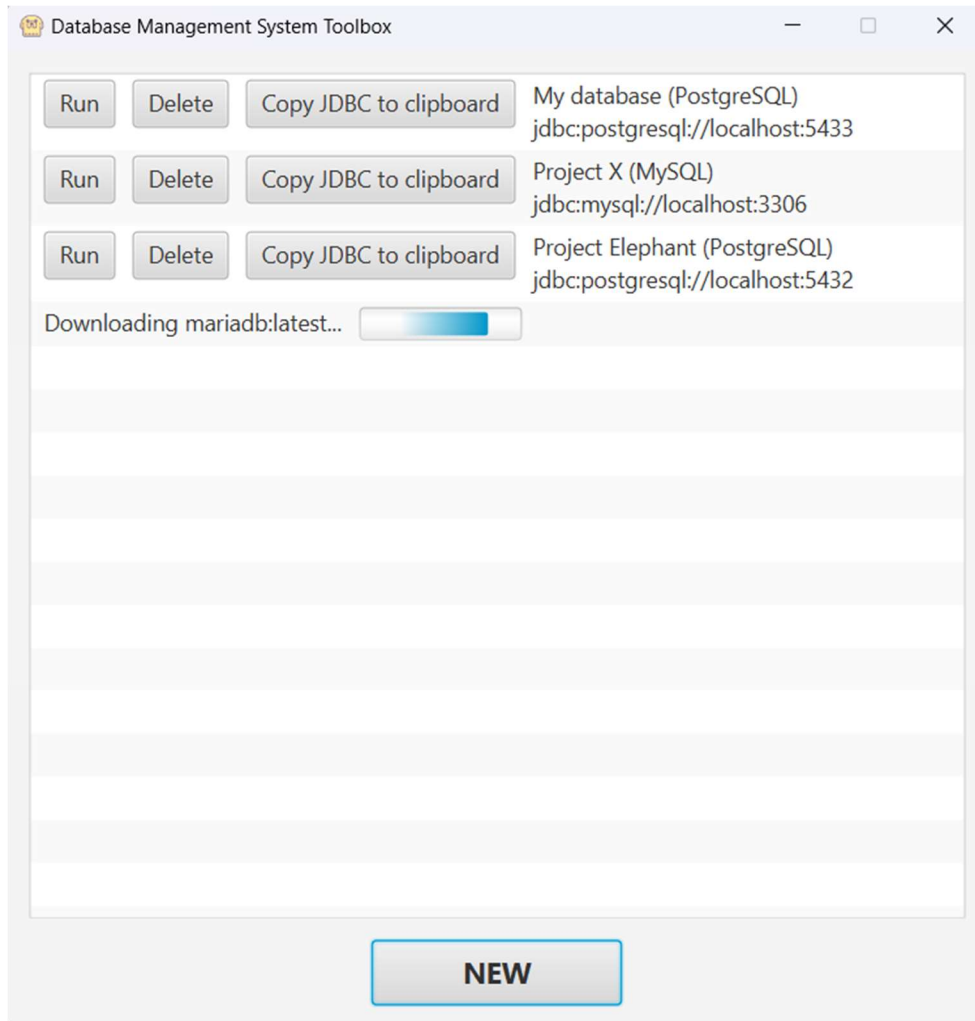 Database Management System Toolbox
Run Delete Copy JDBC to clipboard My database (PostgreSQL)
jdbc:postgresql://localhost:5433
Run Delete Copy JDBC to clipboard Project X (MySQL)
jdbc:mysql://localhost:3306
Run Delete Copy JDBC to clipboard Project Elephant (PostgreSQL)
jdbc:postgresql://localhost:5432
Downloading mariadb:latest...
NEW